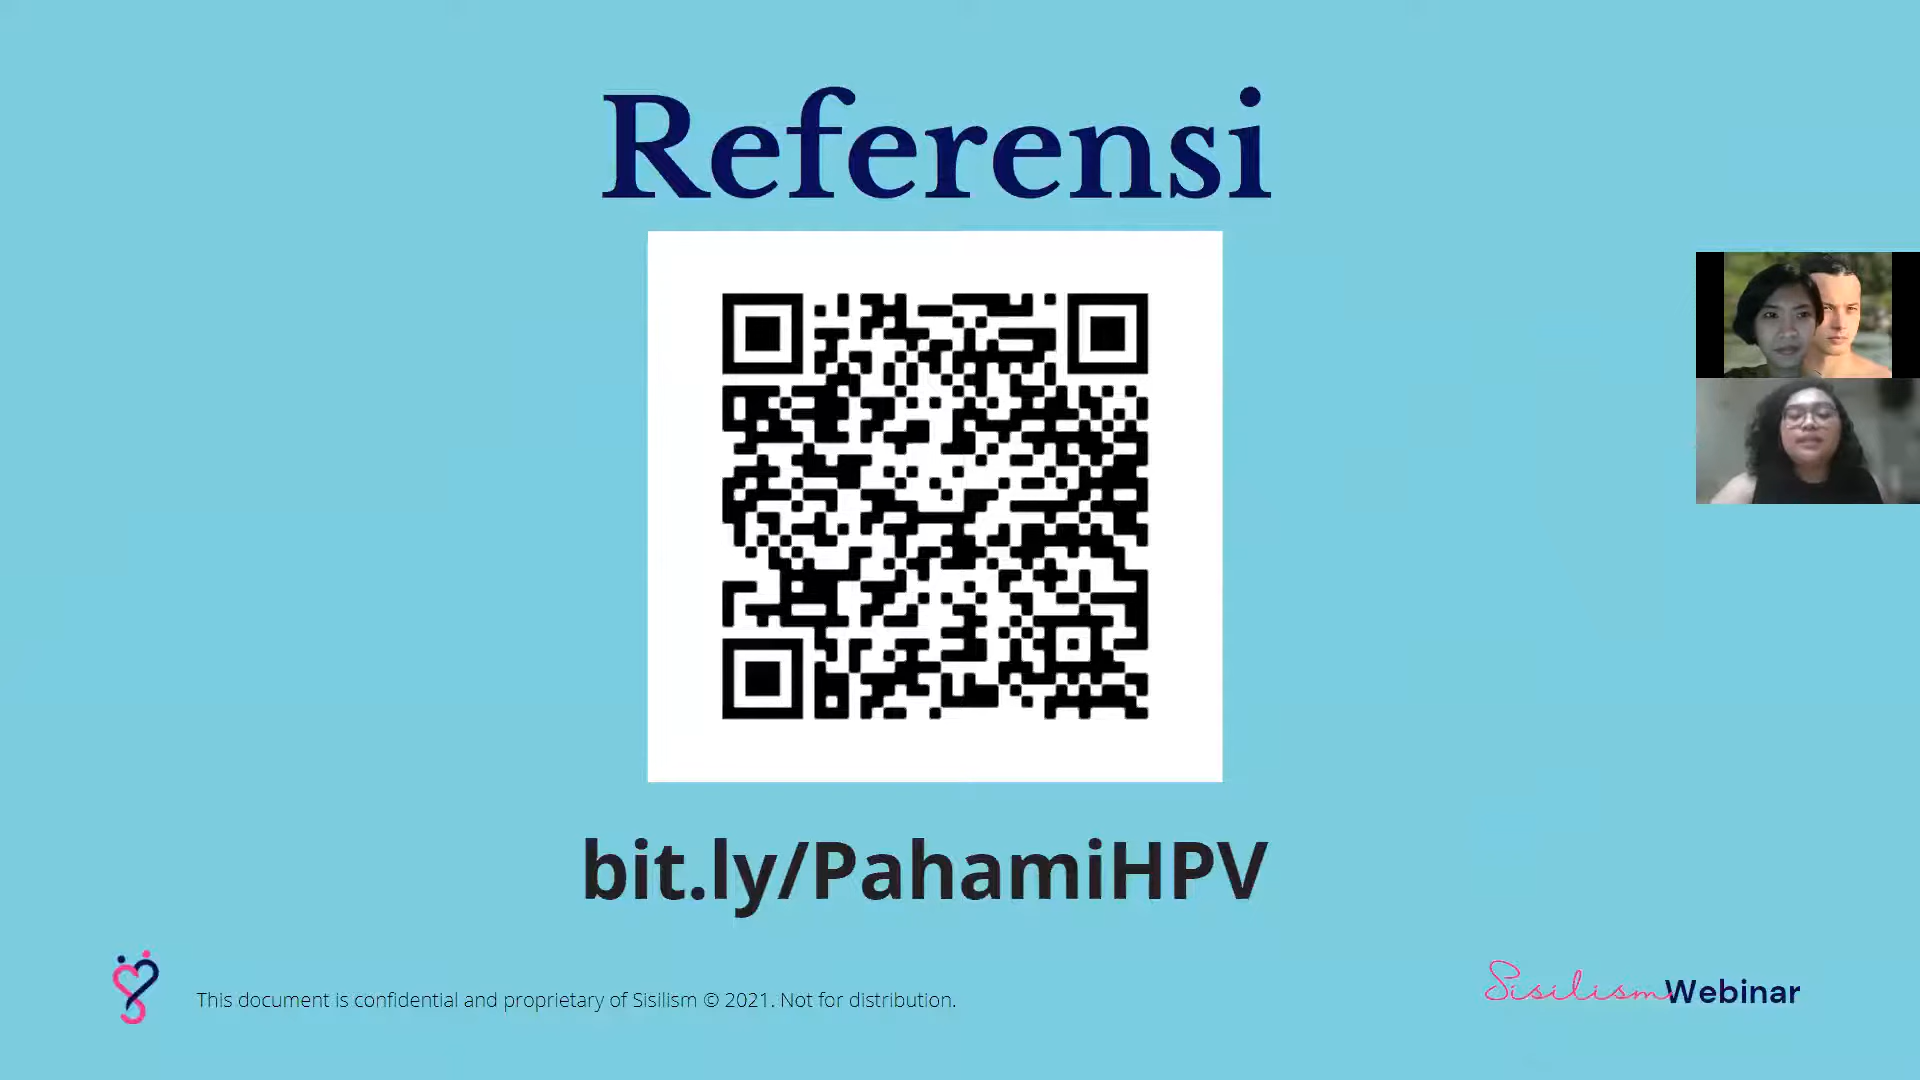 Referensi
bit.ly/PahamiHPV
This document is confidential and proprietary of Sisilism © 2021. Not for distribution.
Sisilism Webinar